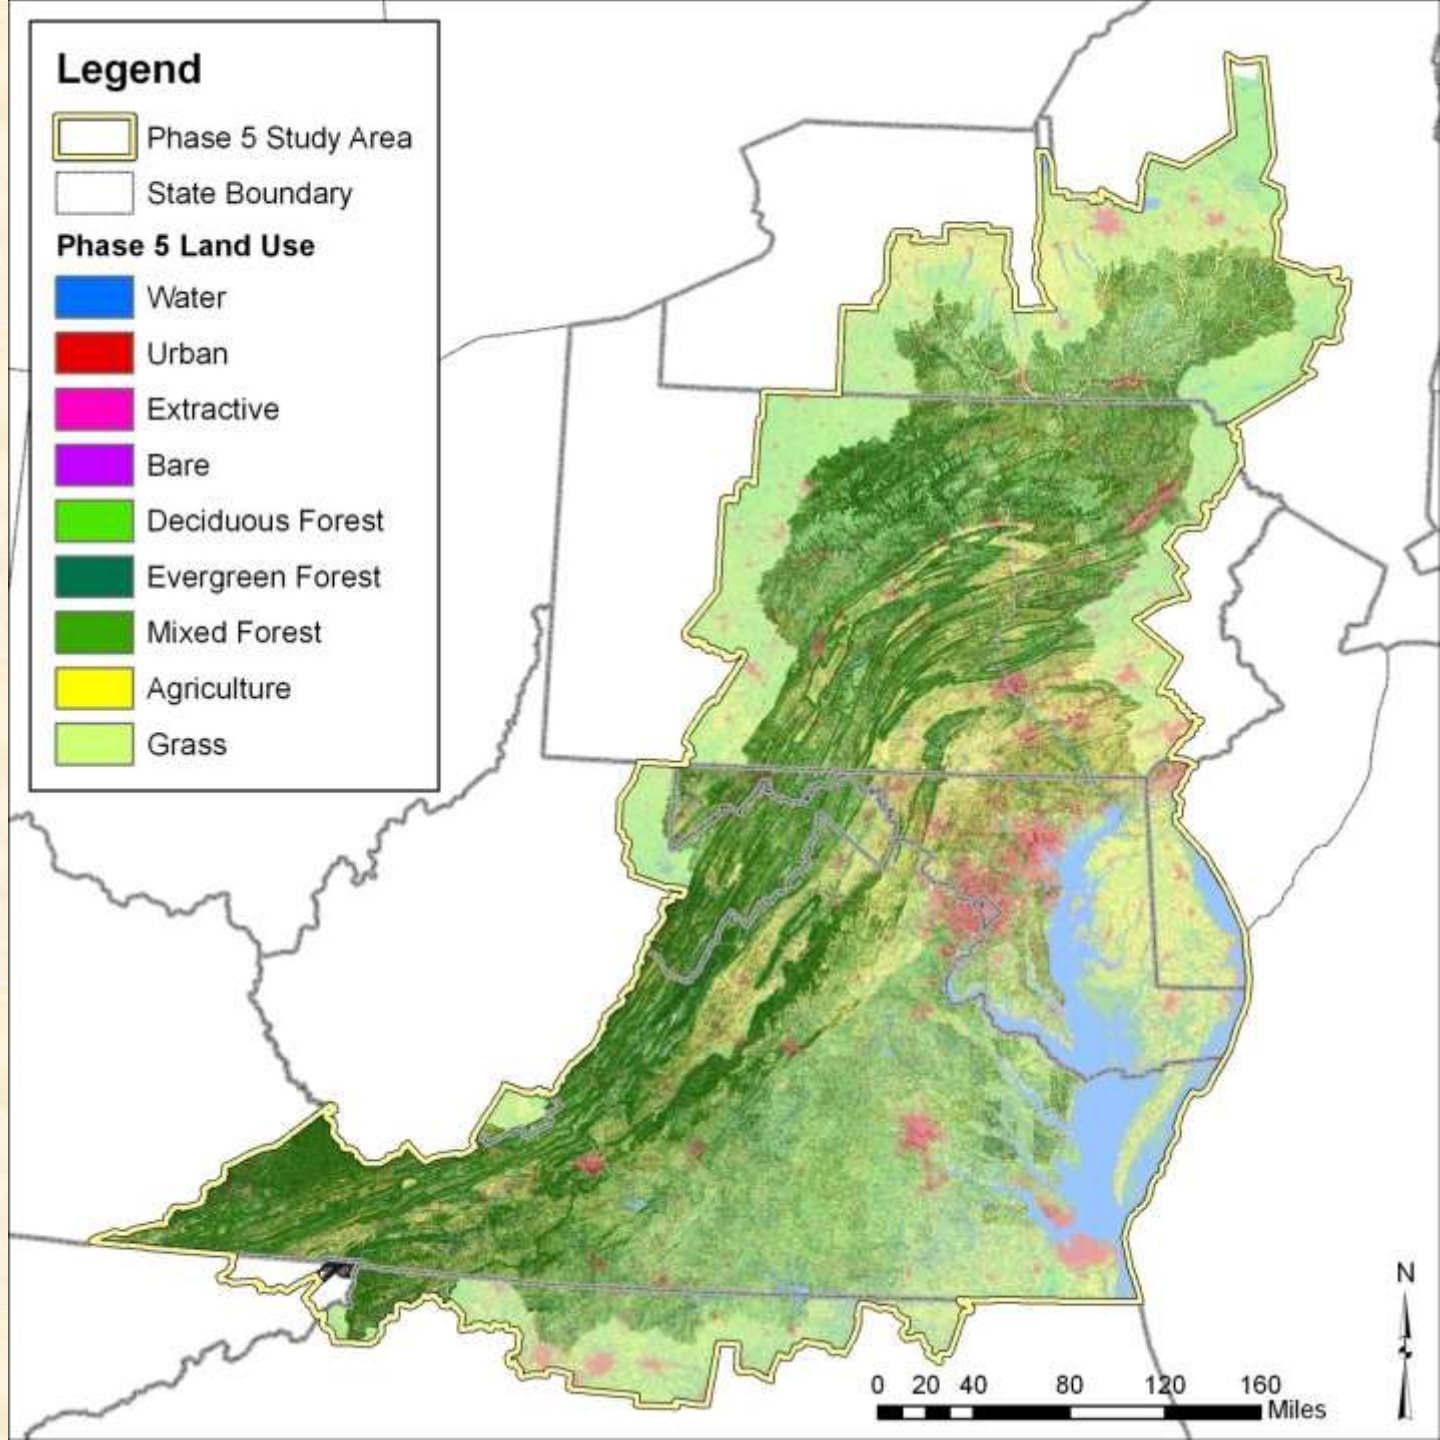 Legend
Phase 5 Study Area
State Boundary
Phase 5 Land Use
Water
Urban
Extractive
Bare
Deciduous Forest
Evergreen Forest
Mixed Forest
Agriculture
Grass
N
0 20 40 80 120 160
Miles